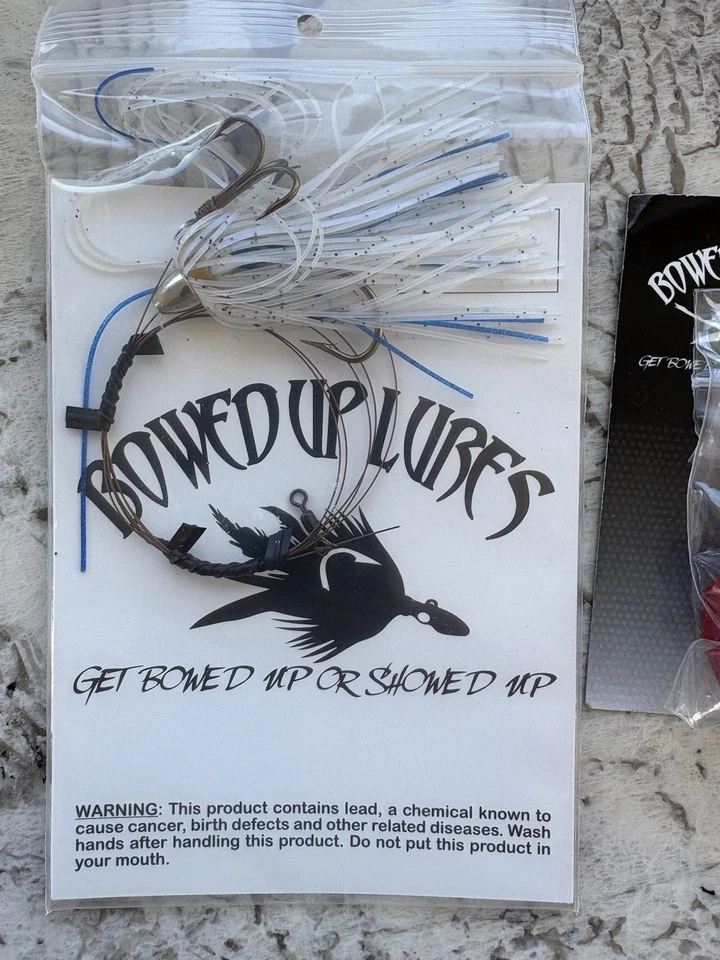 BOWED UP LURES
GET BOWED UP OR SHOWED UP
WARNING: This product contains lead, a chemical known to
cause cancer, birth defects and other related diseases. Wash
hands after handling this product. Do not put this product in
your mouth.
GET BOWE